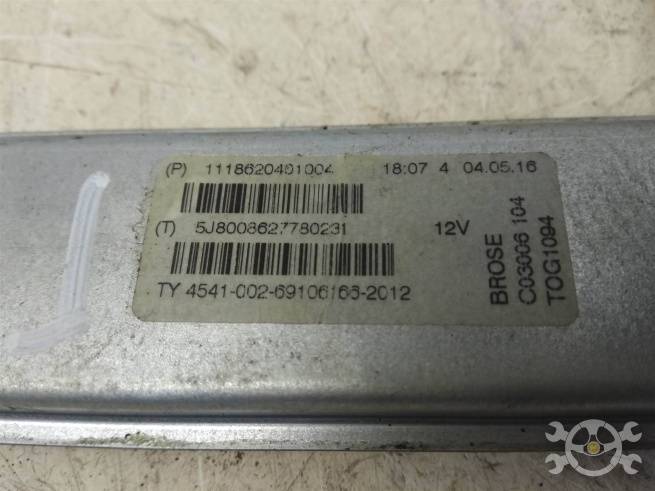 (P) 1118620401004 18:07 4 04.05.16
(T) 5J8008627780231 12V
TY 4541-002-69106166-2012
BROSE
C03006 104
TOG1094